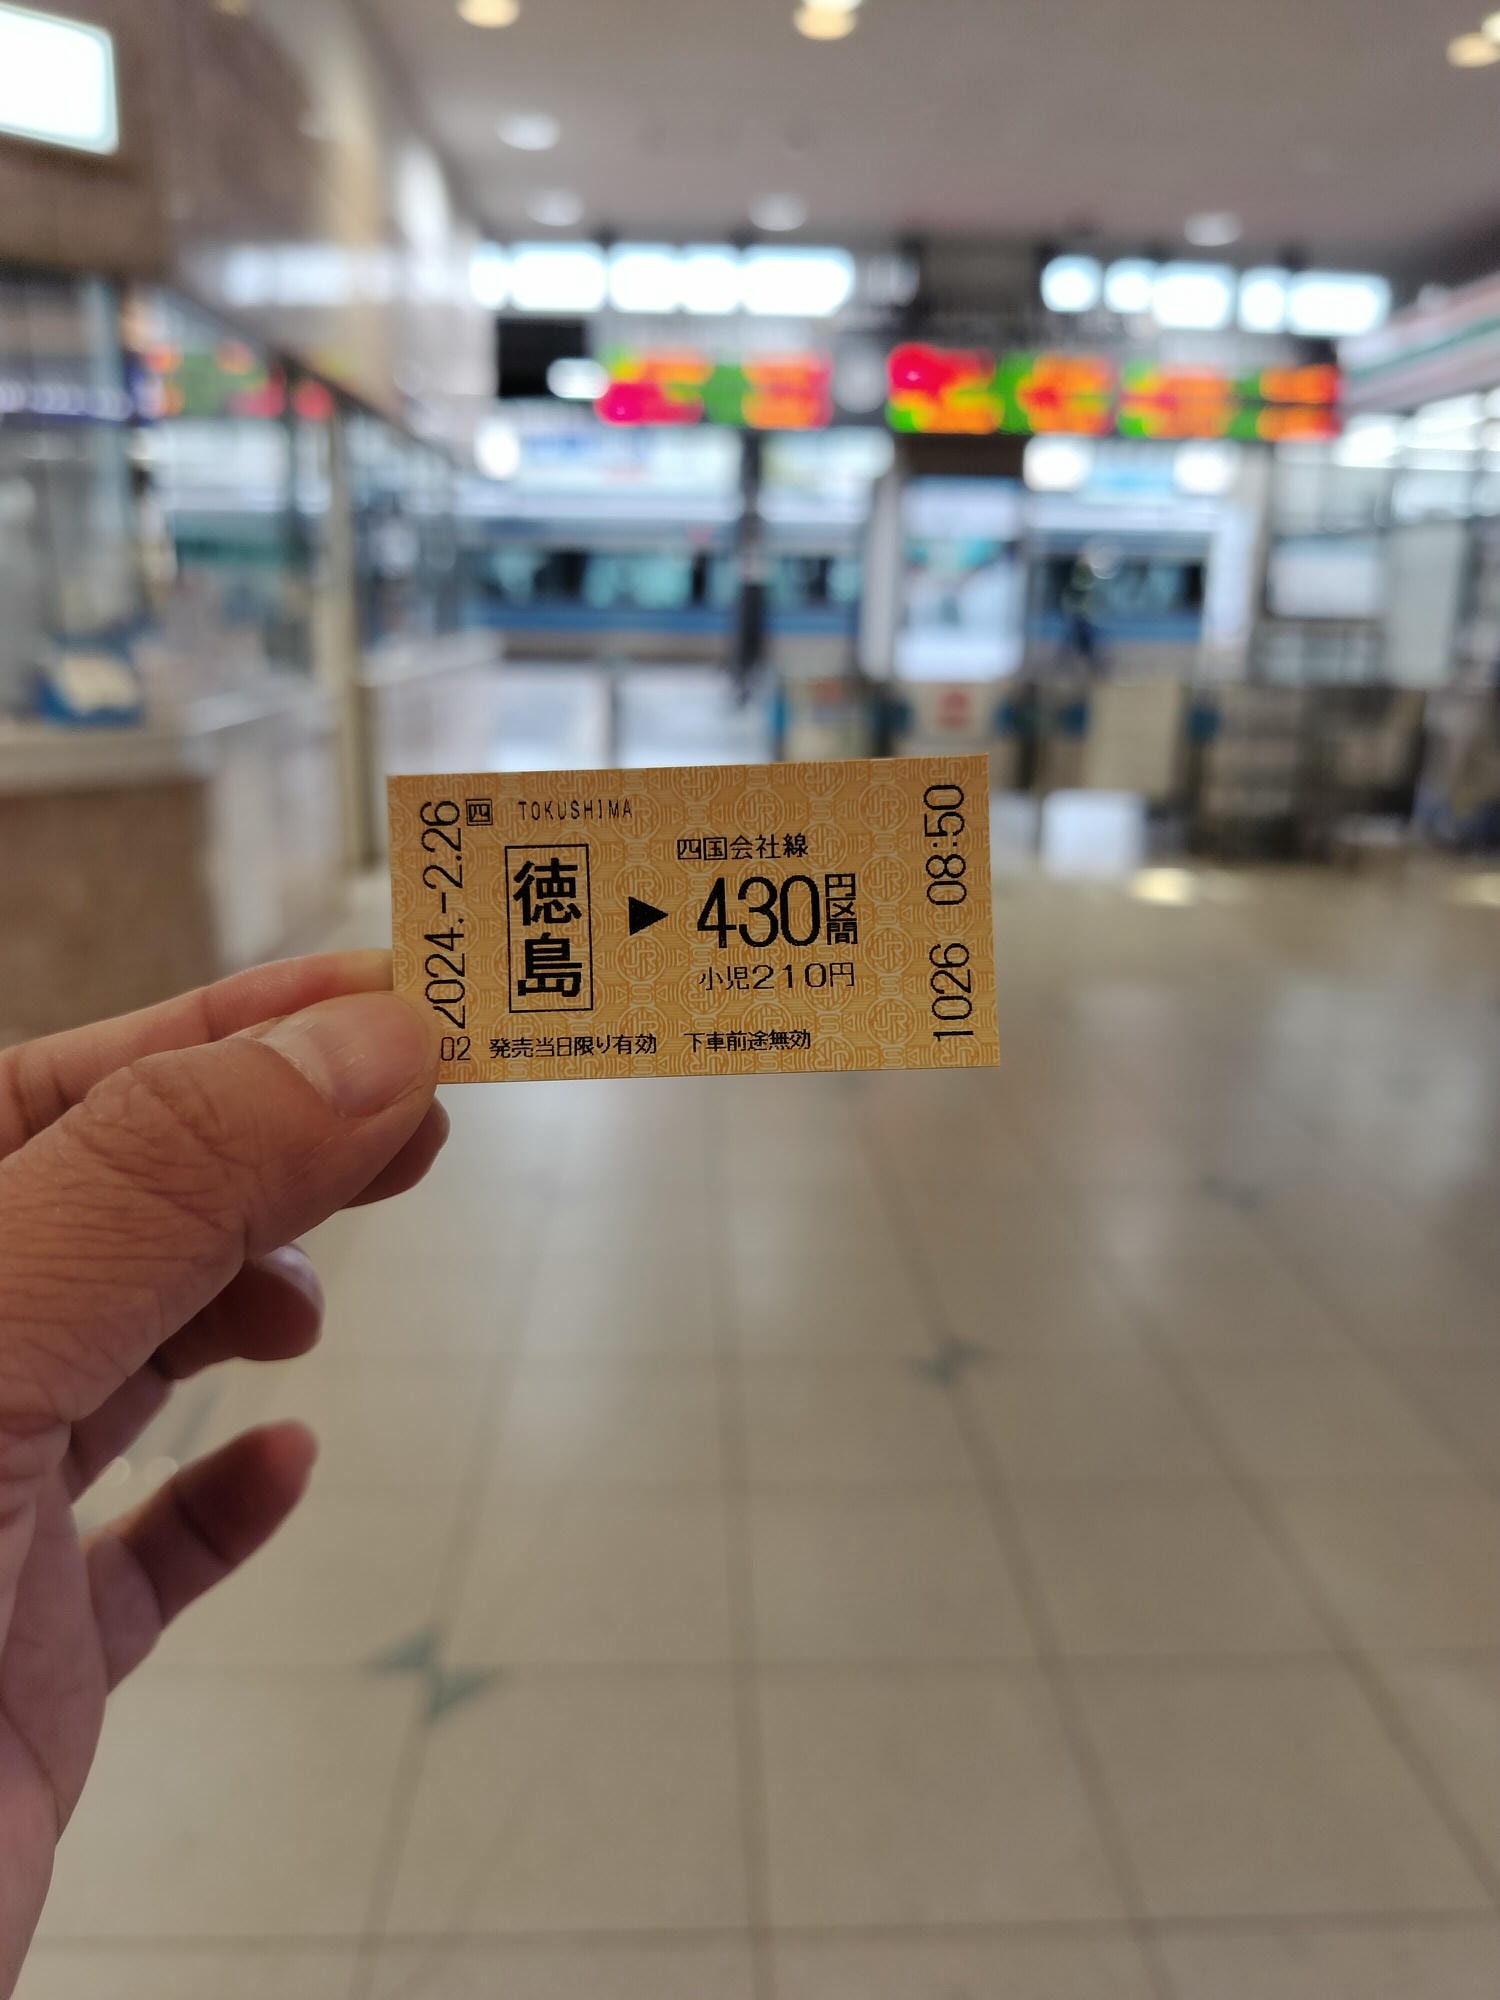 2024.-2.26
四 TOKUSHIMA
徳島 ▶ 四国会社線
430円区間
小児210円
02 発売当日限り有効 下車前途無効
1026 08:50